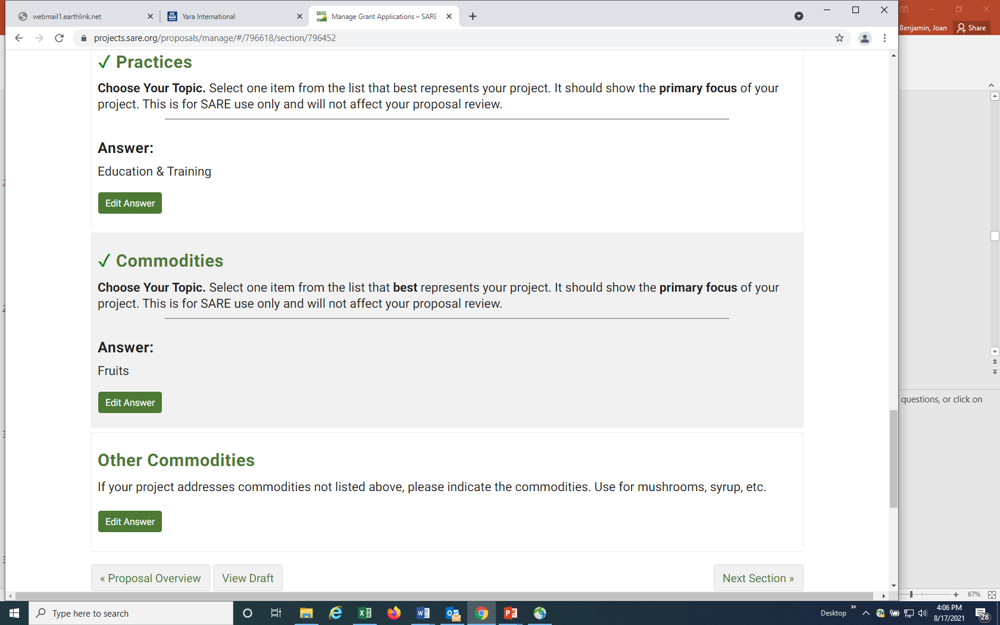 webmail1.earthlink.net
Yara International
Manage Grant Applications – SARE
Benjamin, Joan
Share
projects.sare.org/proposals/manage/#/796618/section/796452
✓ Practices
Choose Your Topic. Select one item from the list that best represents your project. It should show the primary focus of your
project. This is for SARE use only and will not affect your proposal review.
Answer:
Education & Training
Edit Answer
✓ Commodities
Choose Your Topic. Select one item from the list that best represents your project. It should show the primary focus of your
project. This is for SARE use only and will not affect your proposal review.
Answer:
Fruits
Edit Answer
questions, or click on
Other Commodities
If your project addresses commodities not listed above, please indicate the commodities. Use for mushrooms, syrup, etc.
Edit Answer
« Proposal Overview
View Draft
Next Section »
67%
Type here to search
Desktop
4:06 PM
8/17/2021
28